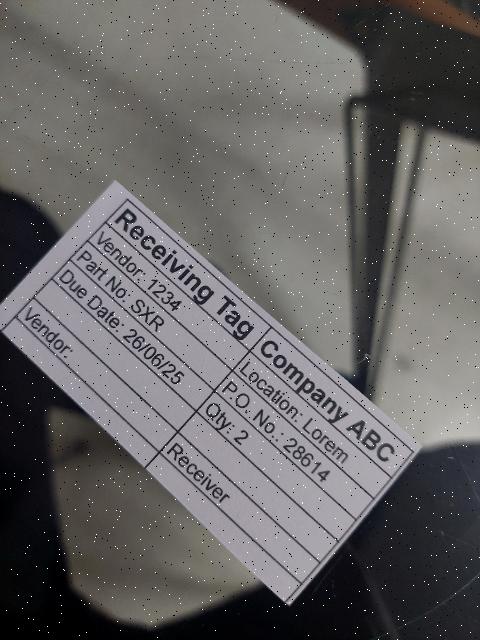 Receiving Tag Company ABC
Vendor: 1234 Location: Lorem
Part No: SXR P.O. No.: 28614
Due Date: 26/06/25 Qty: 2
Vendor: Receiver